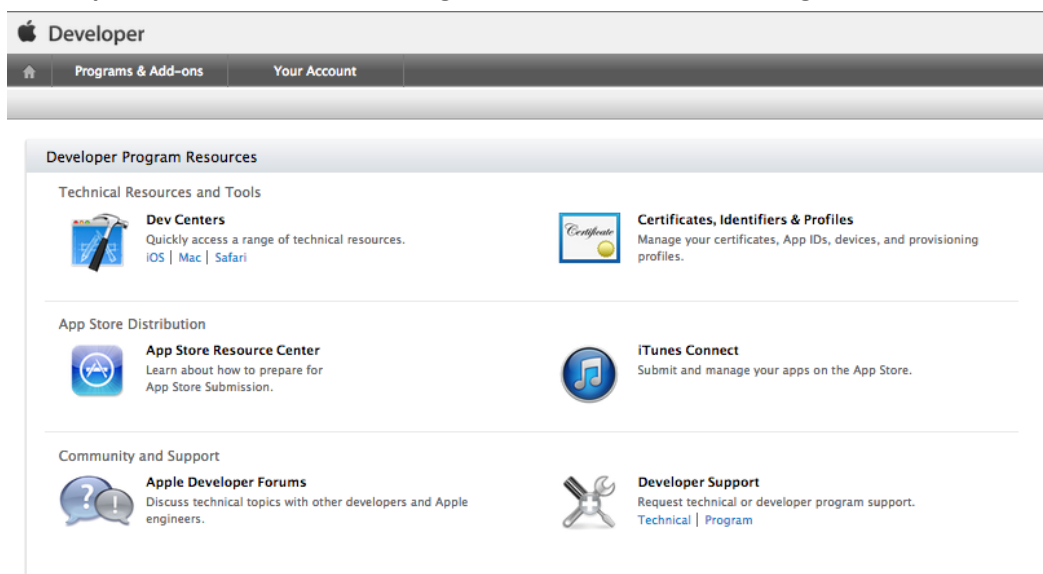 Developer
Programs & Add-ons
Your Account
Developer Program Resources
Technical Resources and Tools
Dev Centers
Quickly access a range of technical resources.
iOS | Mac | Safari
Certificates, Identifiers & Profiles
Manage your certificates, App IDs, devices, and provisioning
profiles.
Certificate
App Store Distribution
App Store Resource Center
Learn about how to prepare for
App Store Submission.
iTunes Connect
Submit and manage your apps on the App Store.
Community and Support
Apple Developer Forums
Discuss technical topics with other developers and Apple
engineers.
Developer Support
Request technical or developer program support.
Technical | Program